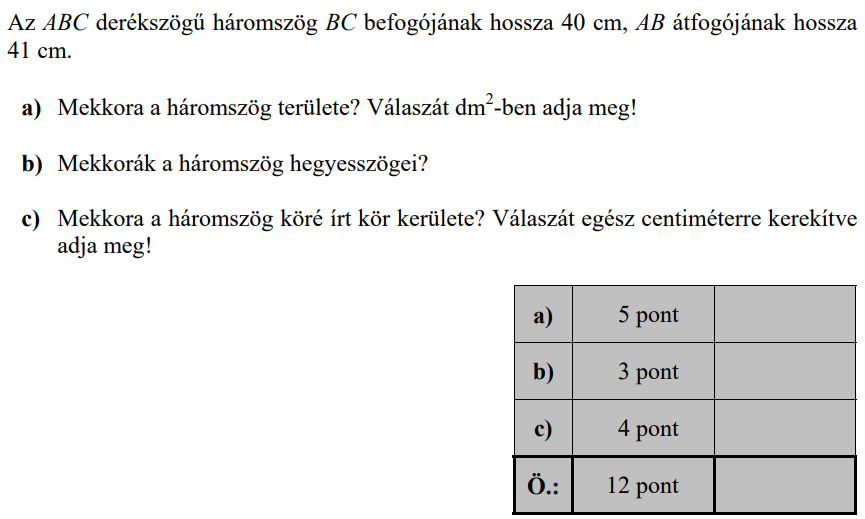 Az ABC derékszögű háromszög BC befogójának hossza 40 cm, AB átfogójának hossza
41 cm.
a) Mekkora a háromszög területe? Válaszát dm²-ben adja meg!
b) Mekkorák a háromszög hegyesszögei?
c) Mekkora a háromszög köré írt kör kerülete? Válaszát egész centiméterre kerekítve
adja meg!
a) 5 pont
b) 3 pont
c) 4 pont
Ö.: 12 pont